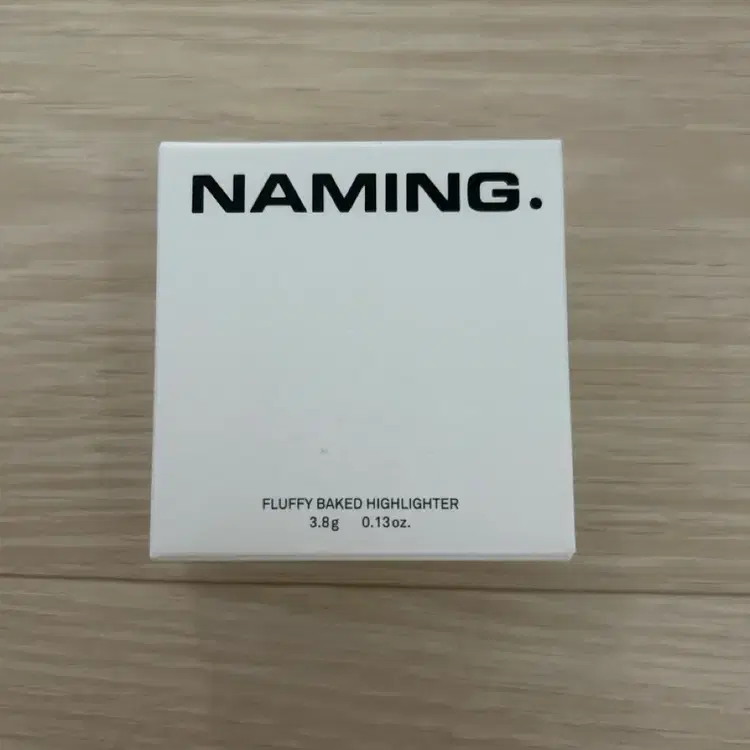 NAMING.
FLUFFY BAKED HIGHLIGHTER
3.8g 0.13oz.